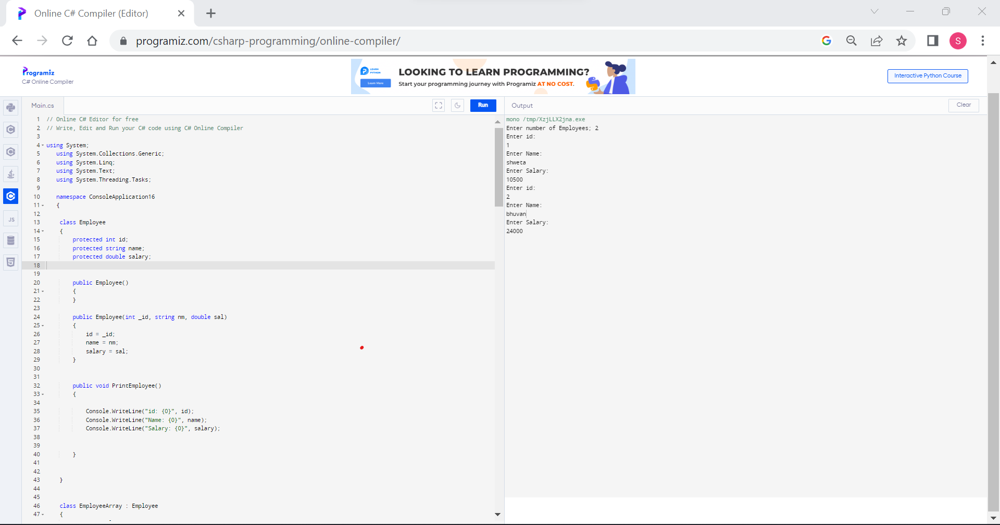 Online C# Compiler (Editor)
programiz.com/csharp-programming/online-compiler/
S
Programiz
C# Online Compiler
LEARN
PYTHON
Learn More
LOOKING TO LEARN PROGRAMMING?
Start your programming journey with Programiz AT NO COST.
Interactive Python Course
Main.cs
Run
Output
Clear
JS
1 // Online C# Editor for free
2 // Write, Edit and Run your C# code using C# Online Compiler
3
4 using System;
5 using System.Collections.Generic;
6 using System.Linq;
7 using System.Text;
8 using System.Threading.Tasks;
9
10 namespace ConsoleApplication16
11 {
12
13 class Employee
14 {
15 protected int id;
16 protected string name;
17 protected double salary;
18
19
20 public Employee()
21 {
22 }
23
24 public Employee(int _id, string nm, double sal)
25 {
26 id = _id;
27 name = nm;
28 salary = sal;
29 }
30
31
32 public void PrintEmployee()
33 {
34
35 Console.WriteLine("id: {0}", id);
36 Console.WriteLine("Name: {0}", name);
37 Console.WriteLine("Salary: {0}", salary);
38
39
40 }
41
42
43 }
44
45
46 class EmployeeArray : Employee
47 {
mono /tmp/XzjLLX2jna.exe
Enter number of Employees; 2
Enter id:
1
Enter Name:
shweta
Enter Salary:
10500
Enter id:
2
Enter Name:
bhuvan
Enter Salary:
24000